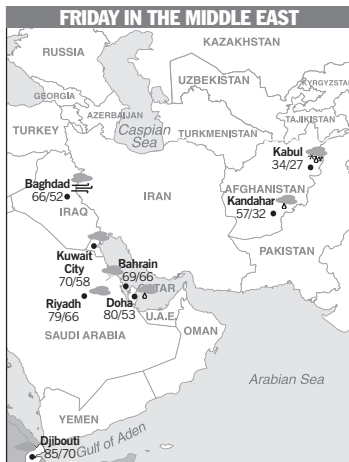 FRIDAY IN THE MIDDLE EAST
KAZAKHSTAN
RUSSIA
UZBEKISTAN
KYRGYZSTAN
GEORGIA
AZERBAIJAN
TAJIKISTAN
TURKEY
Caspian
Sea
TURKMENISTAN
Kabul
34/27
Baghdad
66/52
IRAN
AFGHANISTAN
Kandahar
57/32
IRAQ
PAKISTAN
Kuwait
City
70/58
Bahrain
69/66
QATAR
Riyadh
79/66
Doha
80/53
U.A.E.
SAUDI ARABIA
OMAN
Arabian Sea
YEMEN
Djibouti
85/70
Gulf of Aden